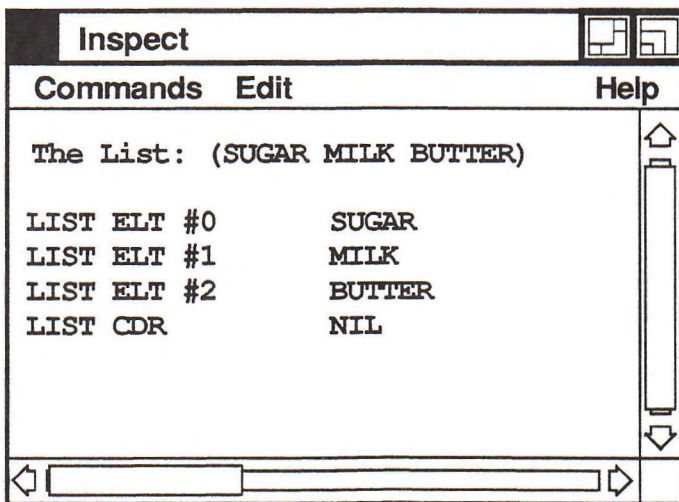 Inspect
Commands Edit Help
The List: (SUGAR MILK BUTTER)
LIST ELT #0 SUGAR
LIST ELT #1 MILK
LIST ELT #2 BUTTER
LIST CDR NIL